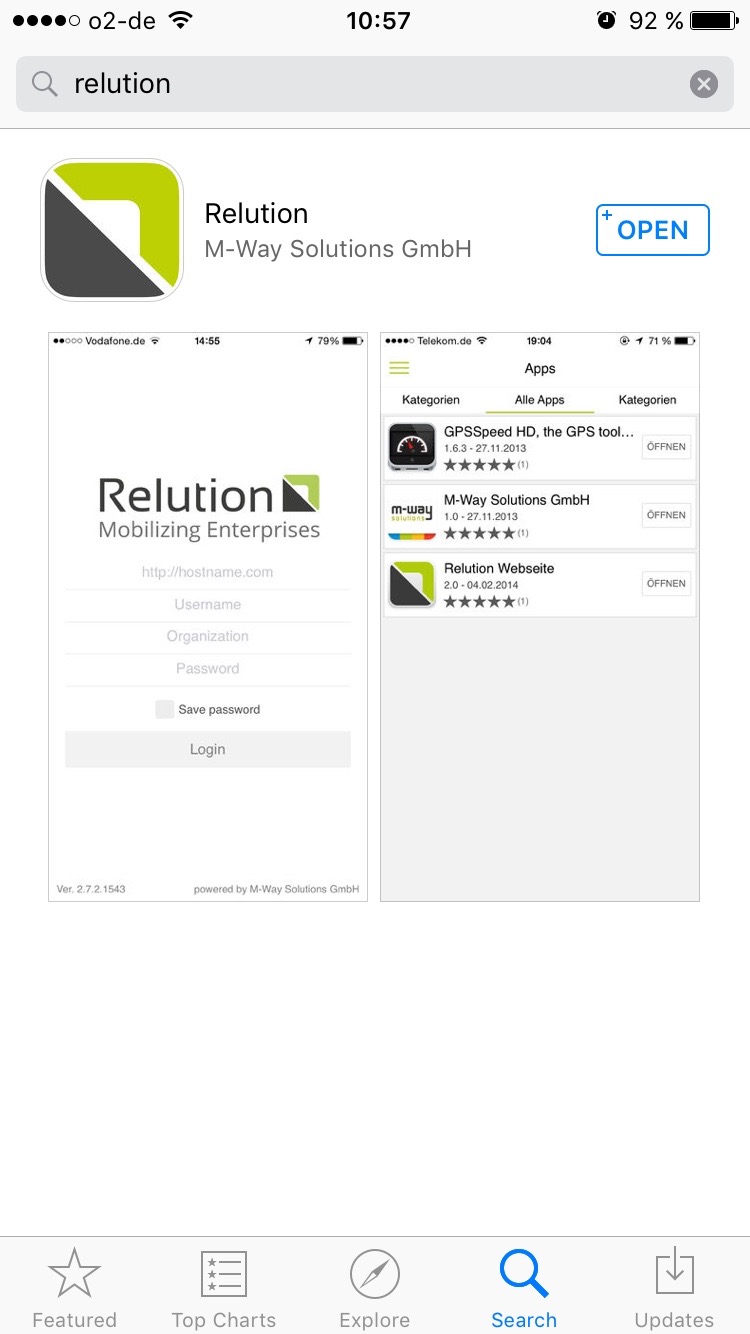 o2-de 10:57 92 %
relution
Relution
M-Way Solutions GmbH
+ OPEN
Vodafone.de 14:55 79%
Relution
Mobilizing Enterprises
http://hostname.com
Username
Organization
Password
Save password
Login
Ver. 2.7.2.1543 powered by M-Way Solutions GmbH
Telekom.de 19:04 71 %
Apps
Kategorien Alle Apps Kategorien
GPSSpeed HD, the GPS tool...
1.6.3 - 27.11.2013
(1)
ÖFFNEN
m-way
solutions
M-Way Solutions GmbH
1.0 - 27.11.2013
(1)
ÖFFNEN
Relution Webseite
2.0 - 04.02.2014
(1)
ÖFFNEN
Featured Top Charts Explore Search Updates